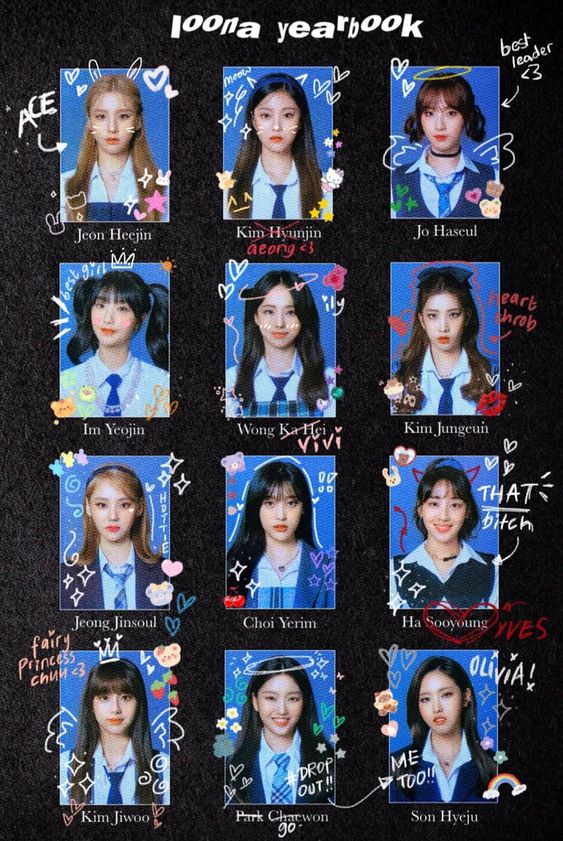 loona yearbook
best
leader
<3
ACE
meow
Jeon Heejin
Kim Hyunjin
aeong <3
Jo Haseul
best girl
ily
heart
throb
Im Yeojin
Wong Ka Hei
vivi
Kim Jungeun
HOTTIE
THAT
bitch
Jeong Jinsoul
Choi Yerim
Ha Sooyoung
YVES
fairy
princess
chuu <3
OLIVIA!
#DROP
OUT!!
ME
TOO!!
Kim Jiwoo
Park Chaewon
go-
Son Hyeju